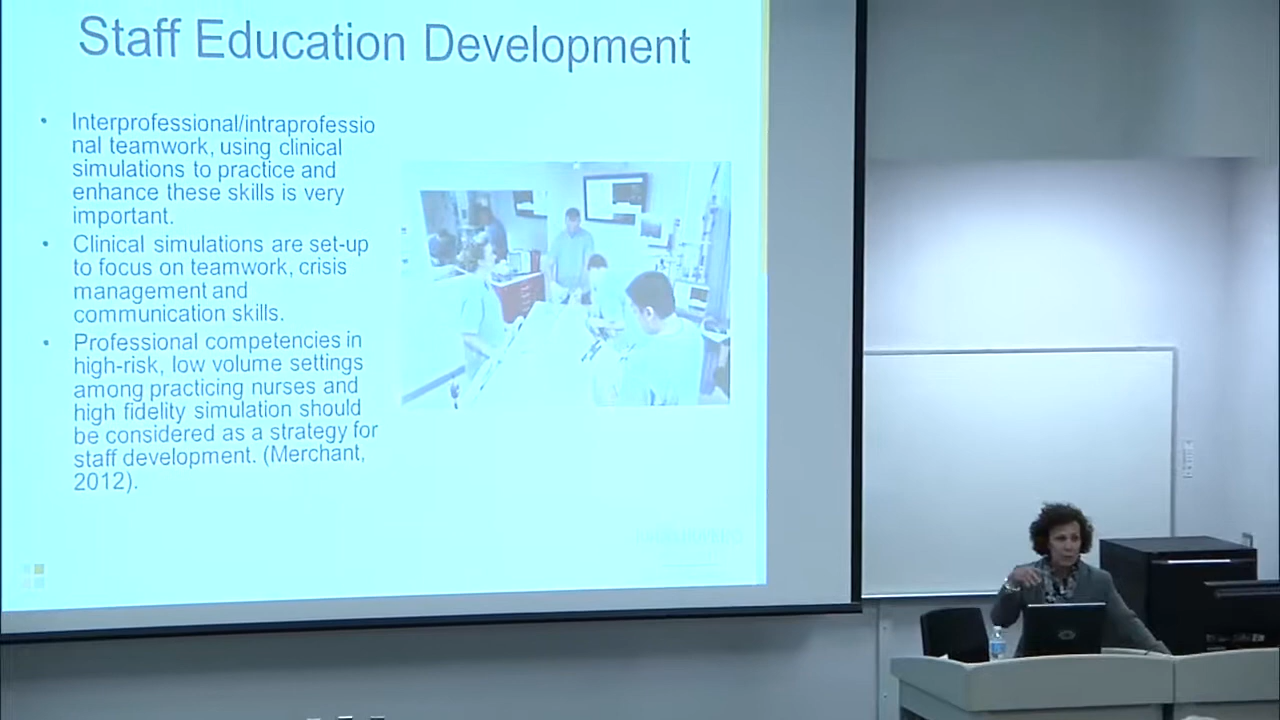 Staff Education Development
• Interprofessional/intraprofessio
nal teamwork, using clinical
simulations to practice and
enhance these skills is very
important.
• Clinical simulations are set-up
to focus on teamwork, crisis
management and
communication skills.
• Professional competencies in
high-risk, low volume settings
among practicing nurses and
high fidelity simulation should
be considered as a strategy for
staff development. (Merchant,
2012).